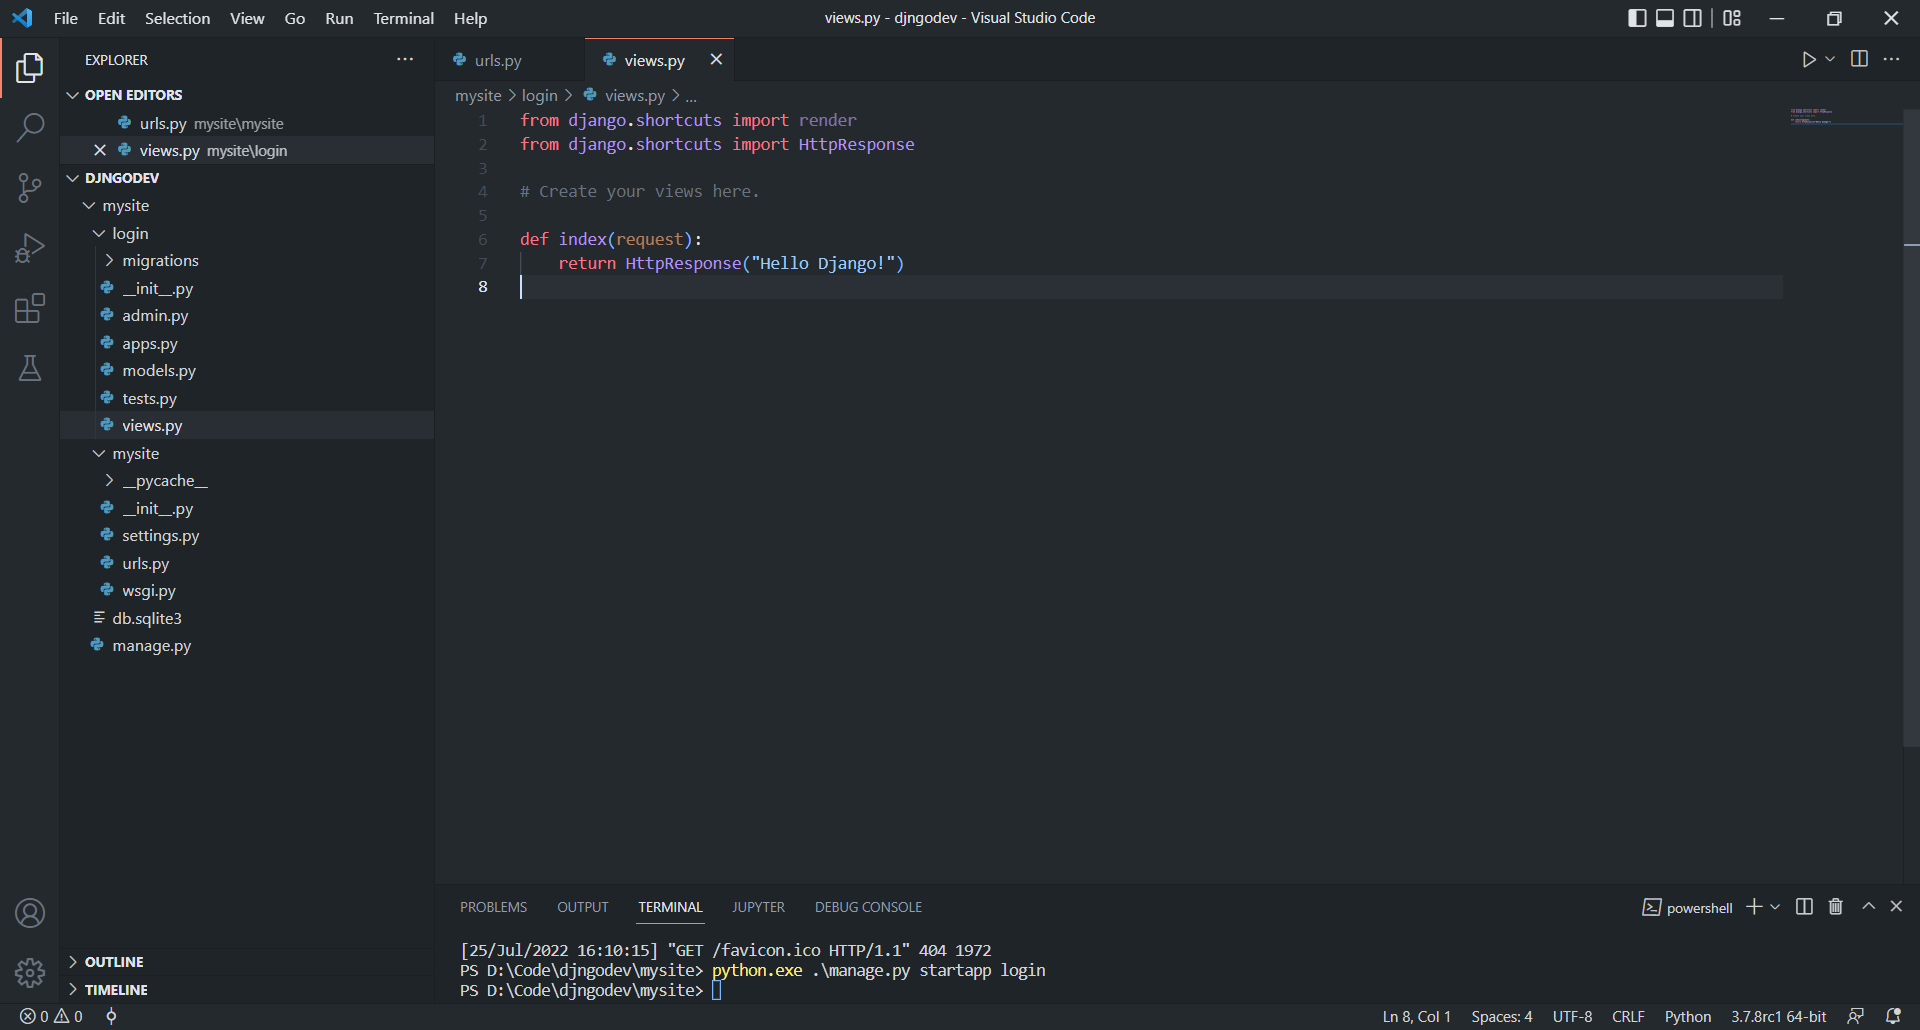 File Edit Selection View Go Run Terminal Help
views.py - djngodev - Visual Studio Code
EXPLORER
OPEN EDITORS
urls.py mysite\mysite
views.py mysite\login
DJNGODEV
mysite
login
migrations
__init__.py
admin.py
apps.py
models.py
tests.py
views.py
mysite
__pycache__
__init__.py
settings.py
urls.py
wsgi.py
db.sqlite3
manage.py
OUTLINE
TIMELINE
urls.py views.py
mysite > login > views.py > ...
1 from django.shortcuts import render
2 from django.shortcuts import HttpResponse
3
4 # Create your views here.
5
6 def index(request):
7 return HttpResponse("Hello Django!")
8
PROBLEMS OUTPUT TERMINAL JUPYTER DEBUG CONSOLE
powershell
[25/Jul/2022 16:10:15] "GET /favicon.ico HTTP/1.1" 404 1972
PS D:\Code\djngodev\mysite> python.exe .\manage.py startapp login
PS D:\Code\djngodev\mysite>
0 0
Ln 8, Col 1 Spaces: 4 UTF-8 CRLF Python 3.7.8rc1 64-bit